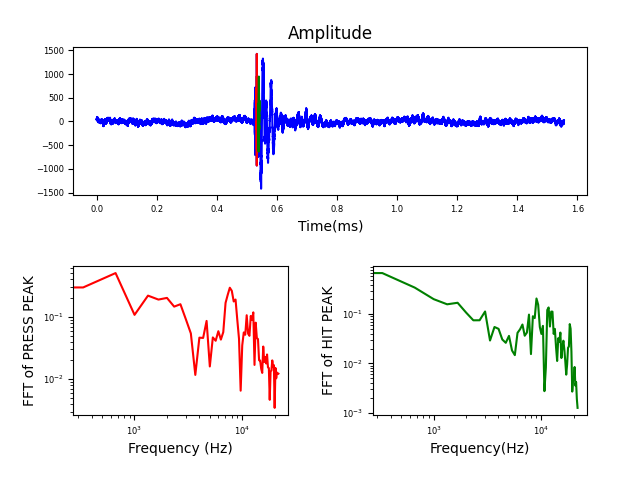 Amplitude
1500
1000
500
0
−500
−1000
−1500
0.0 0.2 0.4 0.6 0.8 1.0 1.2 1.4 1.6
Time(ms)
FFT of PRESS PEAK
10⁻¹
10⁻²
10³ 10⁴
Frequency (Hz)
FFT of HIT PEAK
10⁻¹
10⁻²
10⁻³
10³ 10⁴
Frequency(Hz)